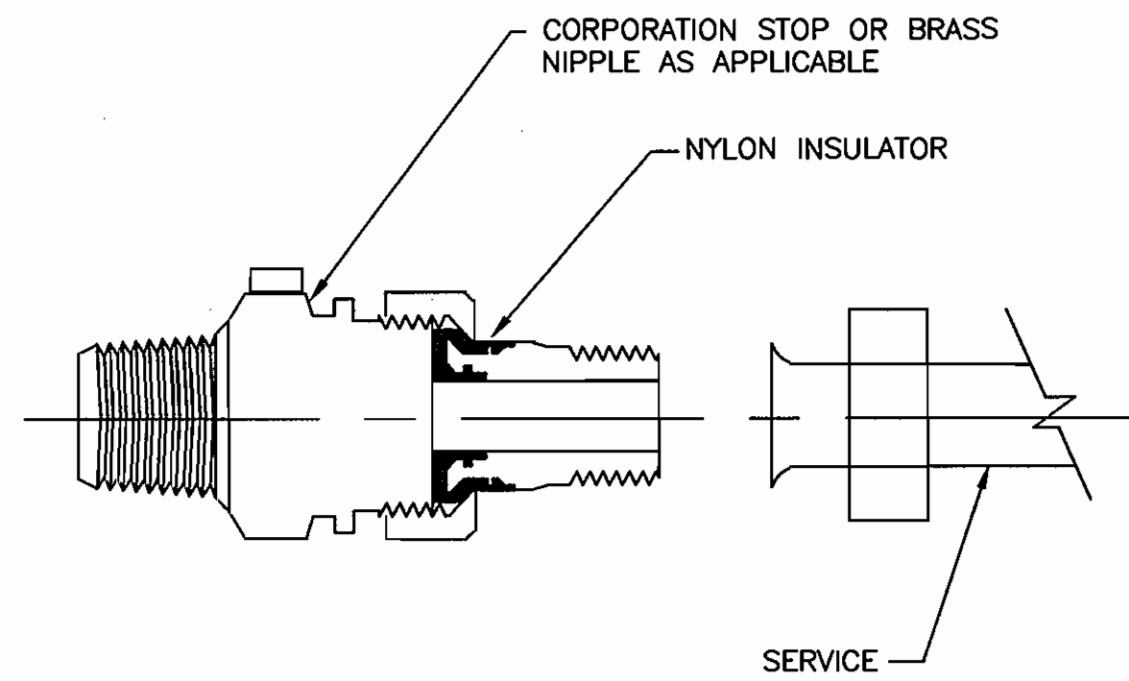 CORPORATION STOP OR BRASS
NIPPLE AS APPLICABLE
NYLON INSULATOR
SERVICE